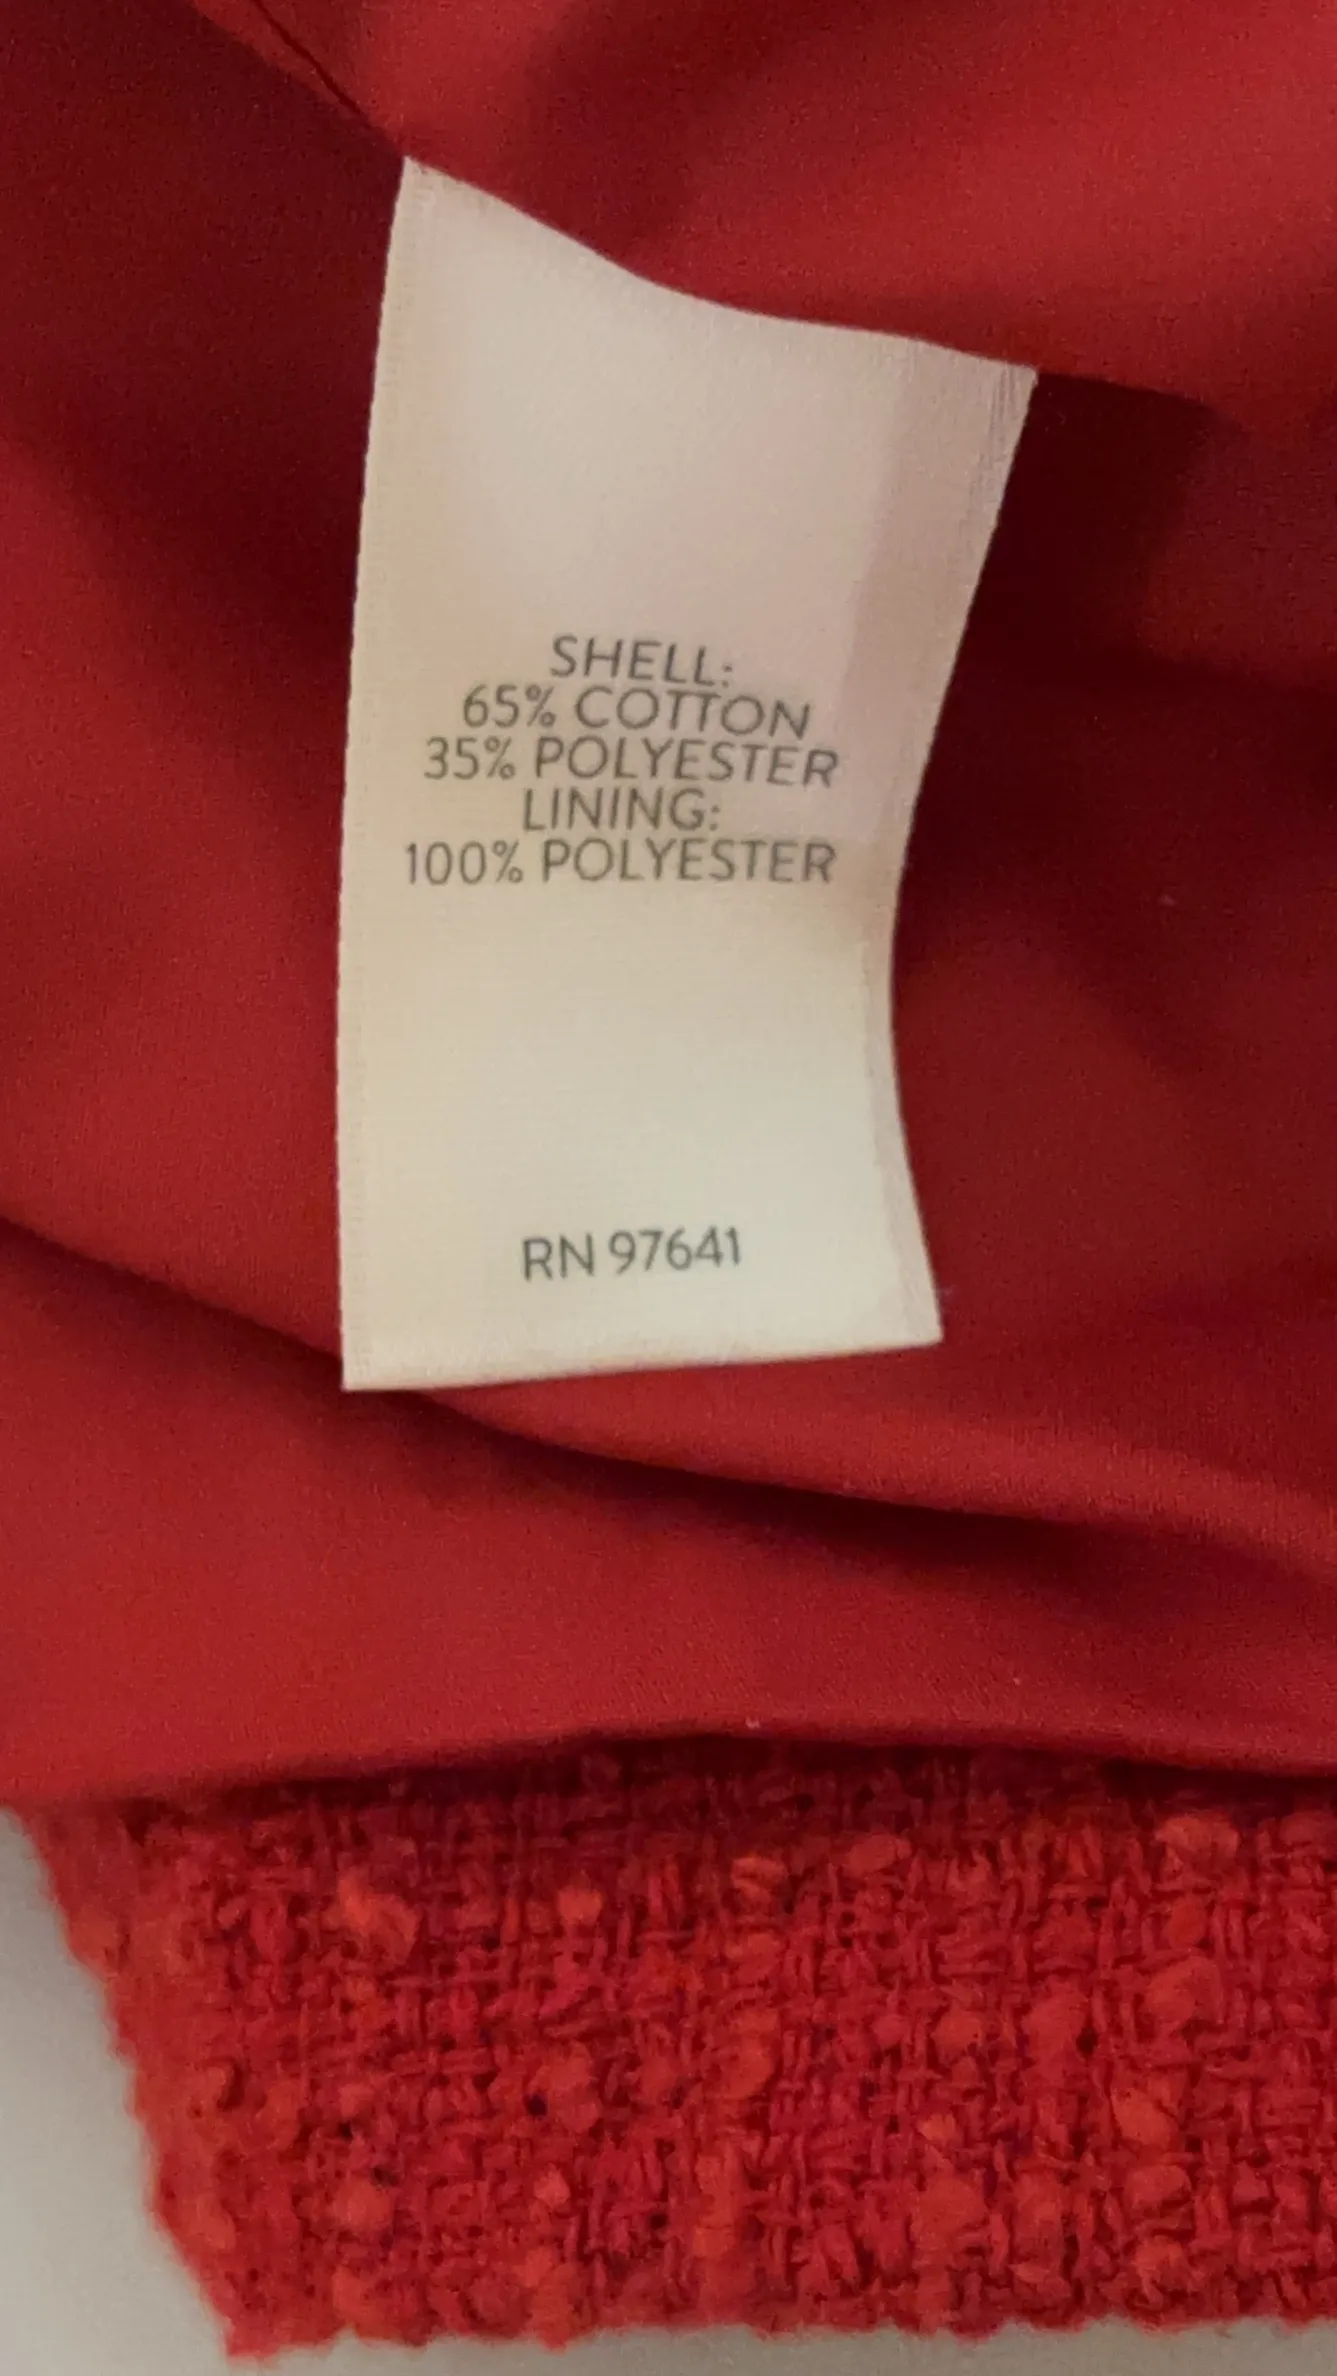 SHELL:
65% COTTON
35% POLYESTER
LINING:
100% POLYESTER
RN 97641